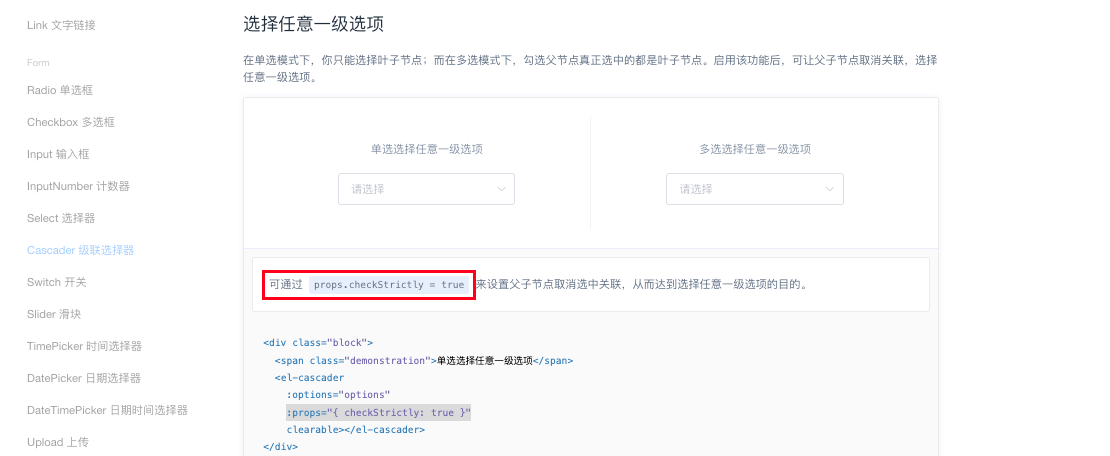 Link 文字链接
Form
Radio 单选框
Checkbox 多选框
Input 输入框
InputNumber 计数器
Select 选择器
Cascader 级联选择器
Switch 开关
Slider 滑块
TimePicker 时间选择器
DatePicker 日期选择器
DateTimePicker 日期时间选择器
Upload 上传
选择任意一级选项
在单选模式下，你只能选择叶子节点；而在多选模式下，勾选父节点真正选中的都是叶子节点。启用该功能后，可让父子节点取消关联，选择
任意一级选项。
单选选择任意一级选项
请选择
多选选择任意一级选项
请选择
可通过 props.checkStrictly = true 来设置父子节点取消选中关联，从而达到选择任意一级选项的目的。
<div class="block">
<span class="demonstration">单选选择任意一级选项</span>
<el-cascader
:options="options"
:props="{ checkStrictly: true }"
clearable></el-cascader>
</div>